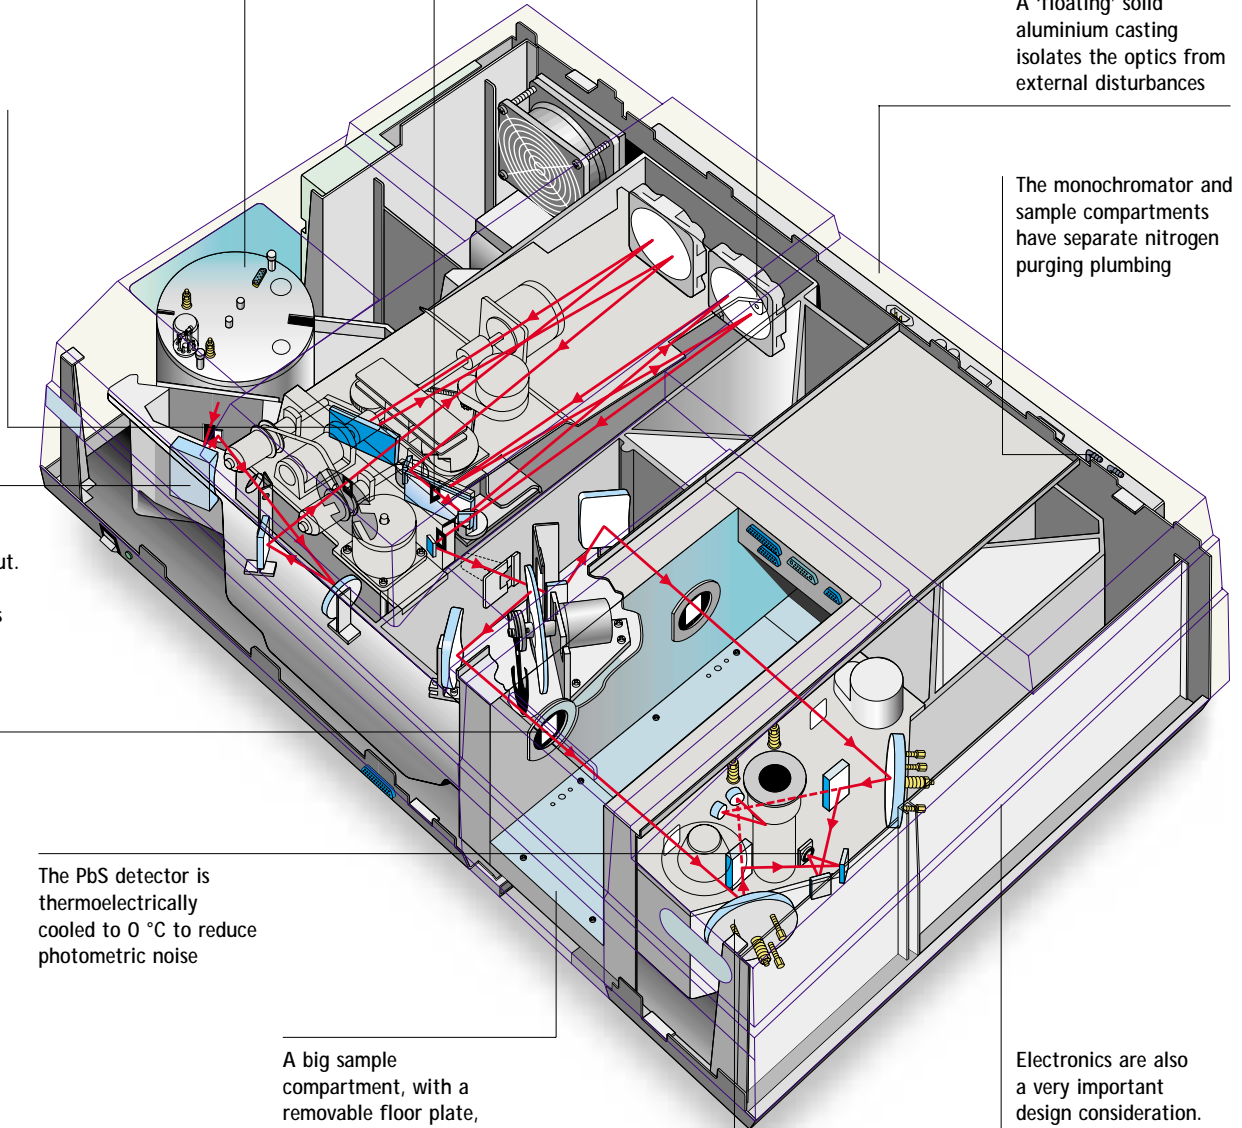 A 'floating' solid
aluminium casting
isolates the optics from
external disturbances
The monochromator and
sample compartments
have separate nitrogen
purging plumbing
ut.
s
The PbS detector is
thermoelectrically
cooled to 0 °C to reduce
photometric noise
A big sample
compartment, with a
removable floor plate,
Electronics are also
a very important
design consideration.